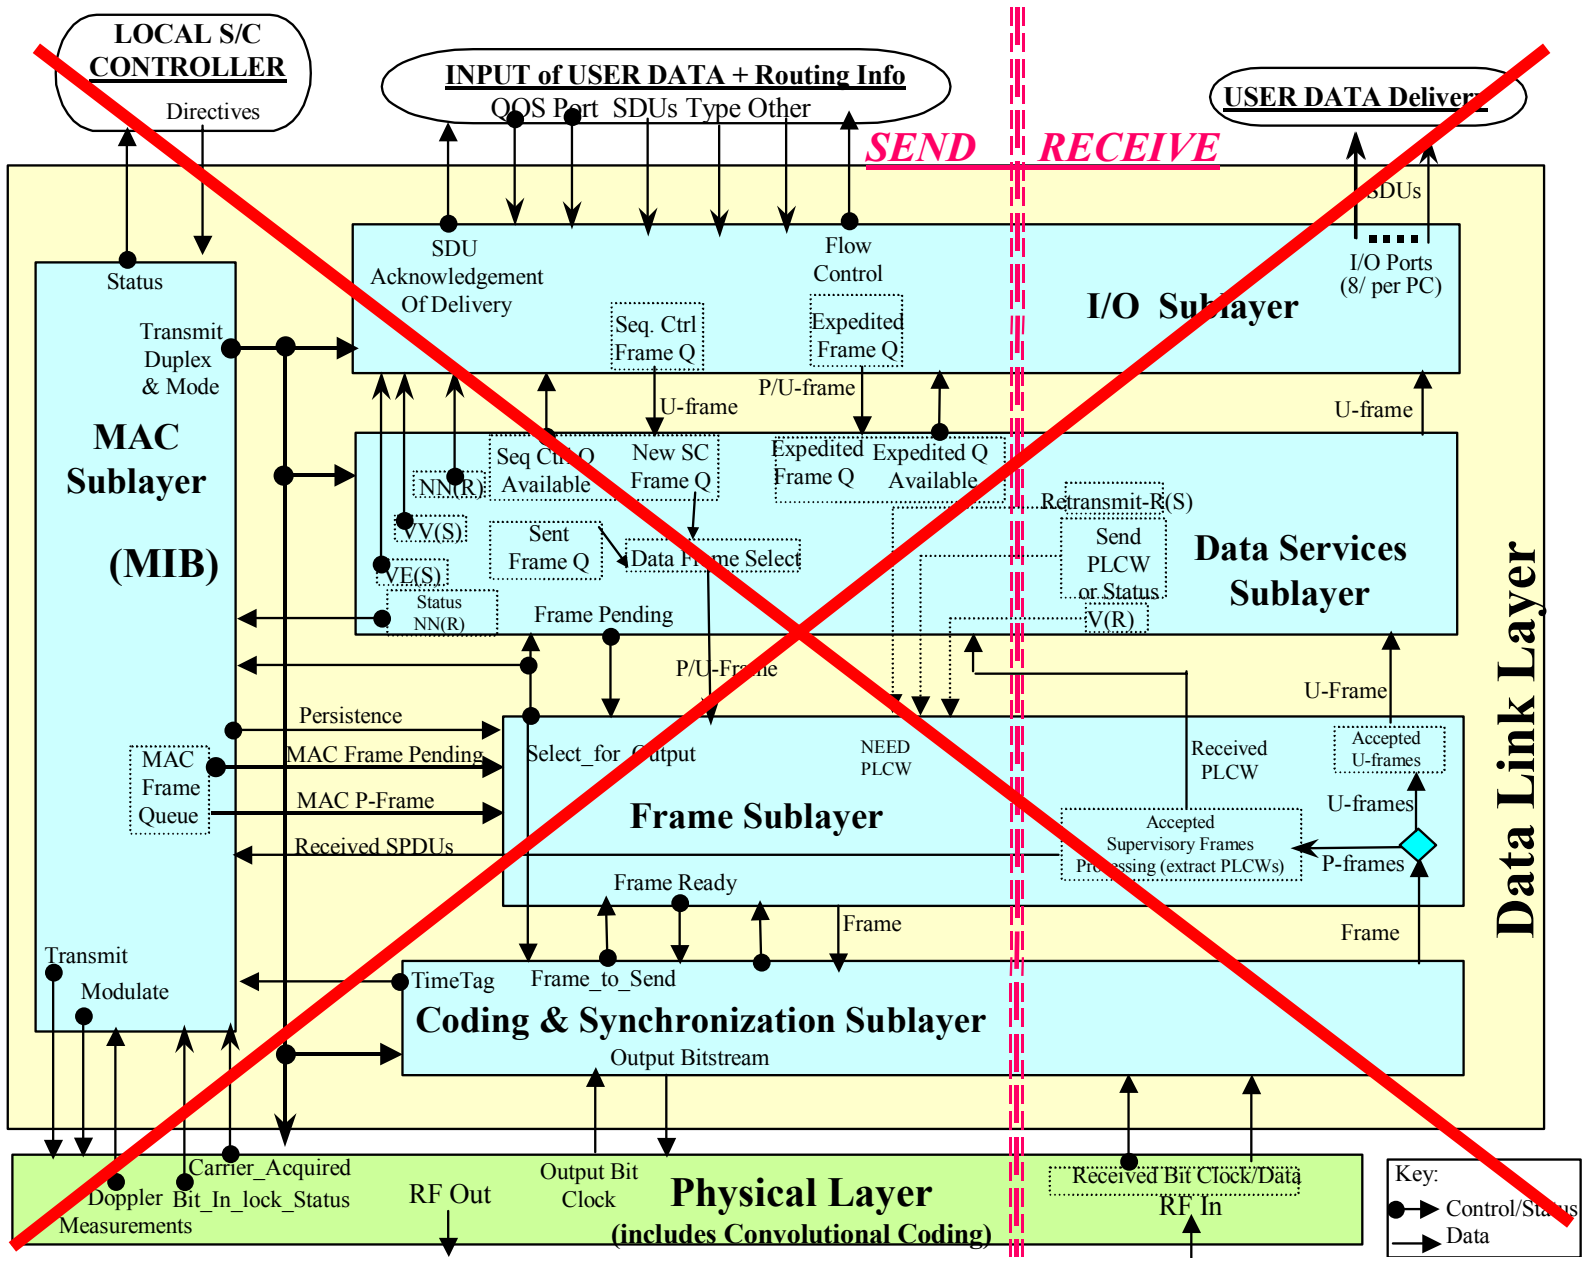 LOCAL S/C
CONTROLLER
Directives
INPUT of USER DATA + Routing Info
QOS Port SDUs Type Other
USER DATA Delivery
SEND
RECEIVE
SDUs
Status
SDU
Acknowledgement
Of Delivery
Flow
Control
I/O Ports
(8/ per PC)
I/O Sublayer
Seq. Ctrl
Frame Q
Expedited
Frame Q
Transmit
Duplex
& Mode
U-frame
P/U-frame
U-frame
MAC
Sublayer
(MIB)
Seq Ctrl Q
Available
New SC
Frame Q
Expedited
Frame Q
Expedited Q
Available
NN(R)
VV(S)
VE(S)
Status
NN(R)
Sent
Frame Q
Data Frame Select
Frame Pending
Retransmit-R(S)
Send
PLCW
or Status
V(R)
Data Services
Sublayer
Data Link Layer
P/U-Frame
U-Frame
Persistence
MAC Frame Pending
MAC P-Frame
Received SPDUs
MAC
Frame
Queue
Select_for_Output
NEED
PLCW
Received
PLCW
Accepted
U-frames
U-frames
P-frames
Frame Sublayer
Accepted
Supervisory Frames
Processing (extract PLCWs)
Frame Ready
Frame
Frame
Transmit
Modulate
TimeTag
Frame_to_Send
Coding & Synchronization Sublayer
Output Bitstream
Carrier_Acquired
Doppler
Measurements
Bit_In_lock_Status
RF Out
Output Bit
Clock
Physical Layer
(includes Convolutional Coding)
Received Bit Clock/Data
RF In
Key:
Control/Status
Data